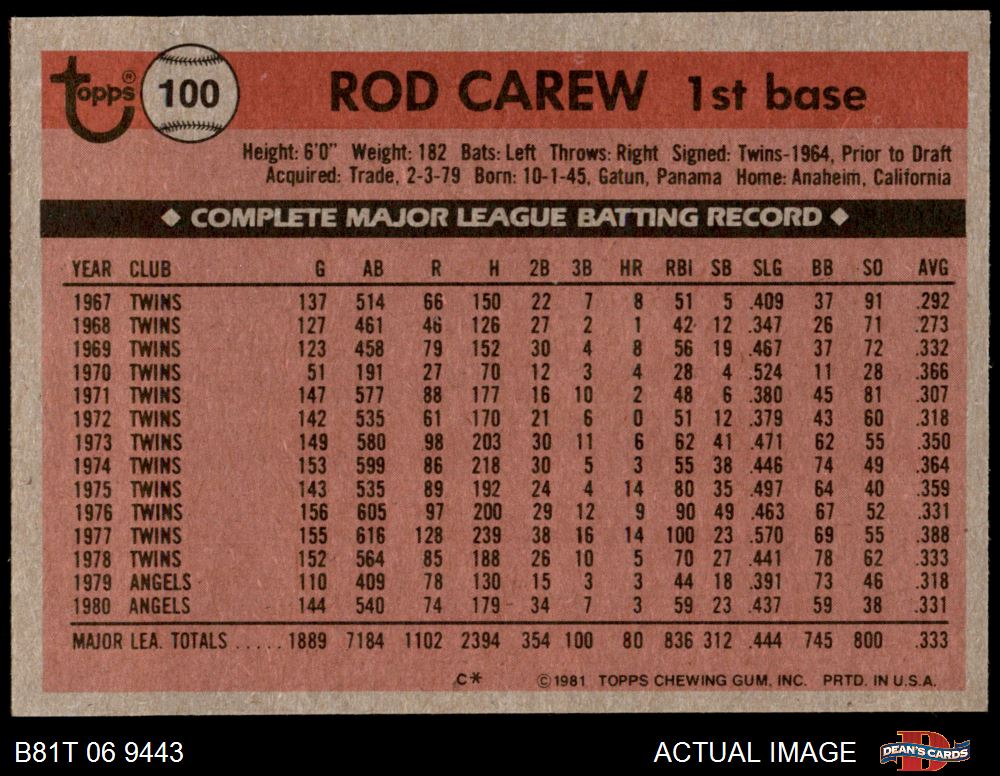 Topps® 100 ROD CAREW 1st base
Height: 6'0" Weight: 182 Bats: Left Throws: Right Signed: Twins-1964, Prior to Draft
Acquired: Trade, 2-3-79 Born: 10-1-45, Gatun, Panama Home: Anaheim, California
◆ COMPLETE MAJOR LEAGUE BATTING RECORD ◆
YEAR CLUB G AB R H 2B 3B HR RBI SB SLG BB SO AVG
1967 TWINS 137 514 66 150 22 7 8 51 5 .409 37 91 .292
1968 TWINS 127 461 46 126 27 2 1 42 12 .347 26 71 .273
1969 TWINS 123 458 79 152 30 4 8 56 19 .467 37 72 .332
1970 TWINS 51 191 27 70 12 3 4 28 4 .524 11 28 .366
1971 TWINS 147 577 88 177 16 10 2 48 6 .380 45 81 .307
1972 TWINS 142 535 61 170 21 6 0 51 12 .379 43 60 .318
1973 TWINS 149 580 98 203 30 11 6 62 41 .471 62 55 .350
1974 TWINS 153 599 86 218 30 5 3 55 38 .446 74 49 .364
1975 TWINS 143 535 89 192 24 4 14 80 35 .497 64 40 .359
1976 TWINS 156 605 97 200 29 12 9 90 49 .463 67 52 .331
1977 TWINS 155 616 128 239 38 16 14 100 23 .570 69 55 .388
1978 TWINS 152 564 85 188 26 10 5 70 27 .441 78 62 .333
1979 ANGELS 110 409 78 130 15 3 3 44 18 .391 73 46 .318
1980 ANGELS 144 540 74 179 34 7 3 59 23 .437 59 38 .331
MAJOR LEA. TOTALS ..... 1889 7184 1102 2394 354 100 80 836 312 .444 745 800 .333
C* ©1981 TOPPS CHEWING GUM, INC. PRTD. IN U.S.A.
B81T 06 9443 ACTUAL IMAGE DEAN'S CARDS